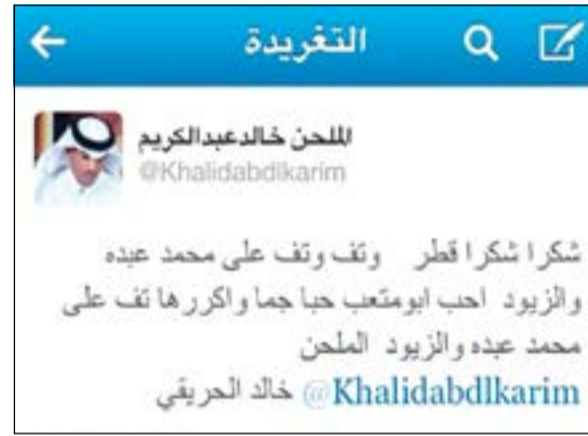 التغريدة
الملحن خالدعبدالكريم
@Khalidabdlkarim
شكرا شكرا قطر وتف وتف على محمد عبده
والزيود احب ابومتعب حبا جما واكررها تف على
محمد عبده والزيود الملحن
@Khalidabdlkarim خالد الحريقي